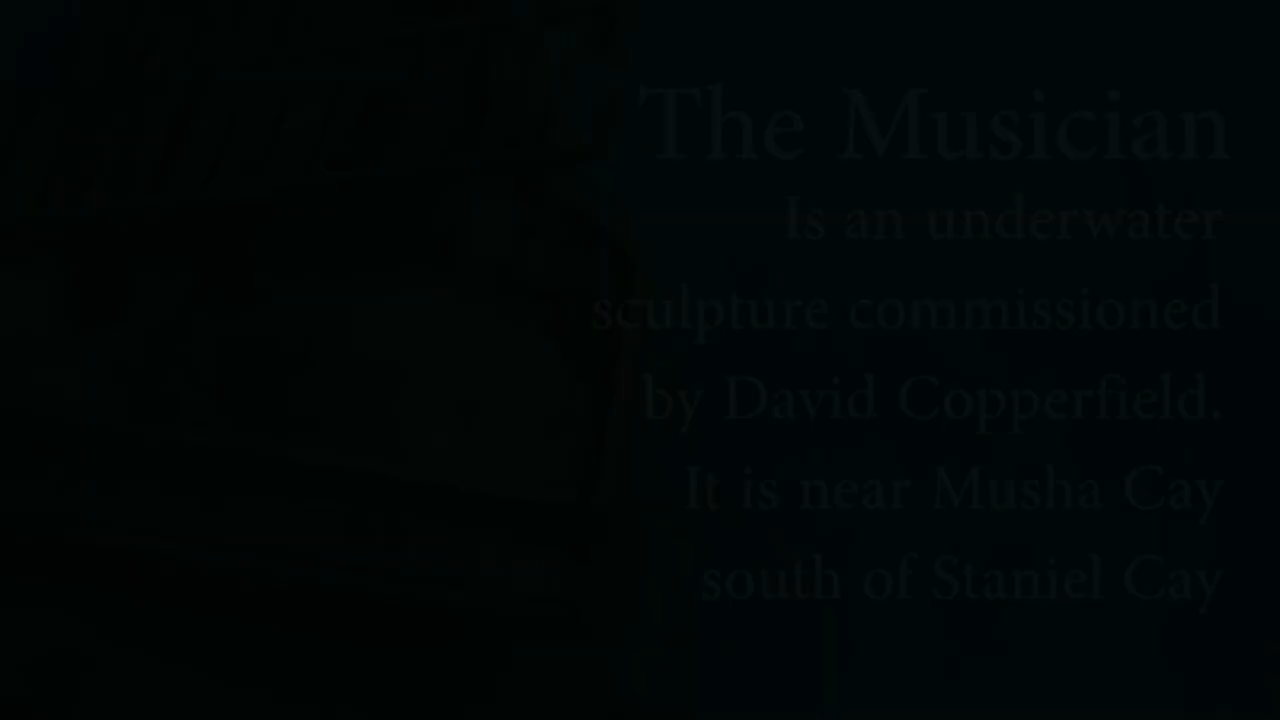 The Musician
Is an underwater
sculpture commissioned
by David Copperfield.
It is near Musha Cay
south of Staniel Cay